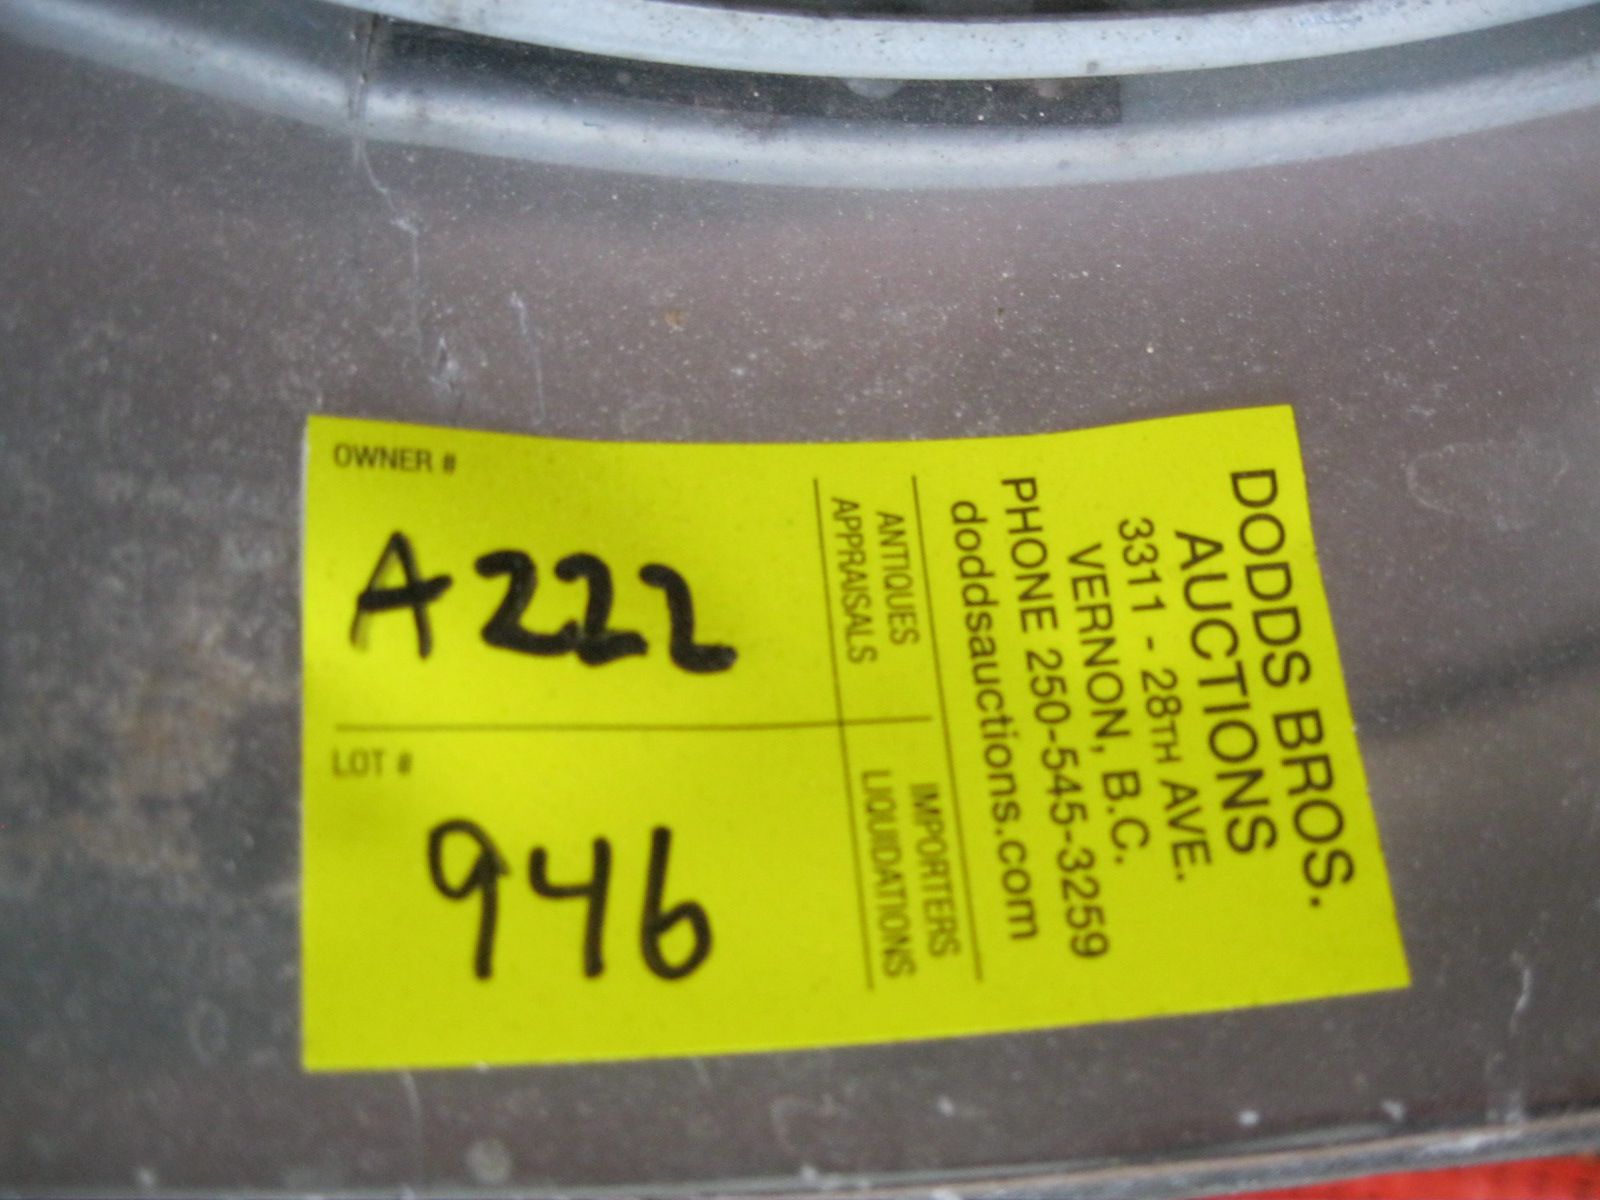 OWNER #
A222
LOT #
946
DODDS BROS.
AUCTIONS
3311 - 28TH AVE.
VERNON, B.C.
PHONE 250-545-3259
doddsauctions.com
ANTIQUES
APPRAISALS
IMPORTERS
LIQUIDATIONS